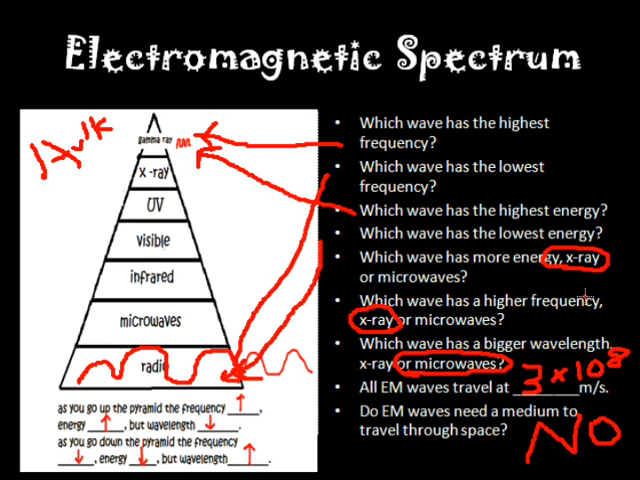 Electromagnetic Spectrum
gamma ray
x-ray
UV
visible
infrared
microwaves
radio
as you go up the pyramid the frequency ↑,
energy ↑, but wavelength ↓.
as you go down the pyramid the frequency
↓, energy ↓, but wavelength ↑.
• Which wave has the highest
frequency?
• Which wave has the lowest
frequency?
• Which wave has the highest energy?
• Which wave has the lowest energy?
• Which wave has more energy, x-ray
or microwaves?
• Which wave has a higher frequency,
x-ray or microwaves?
• Which wave has a bigger wavelength,
x-ray or microwaves?
• All EM waves travel at 3 x 10⁸ m/s.
• Do EM waves need a medium to
travel through space?
NO